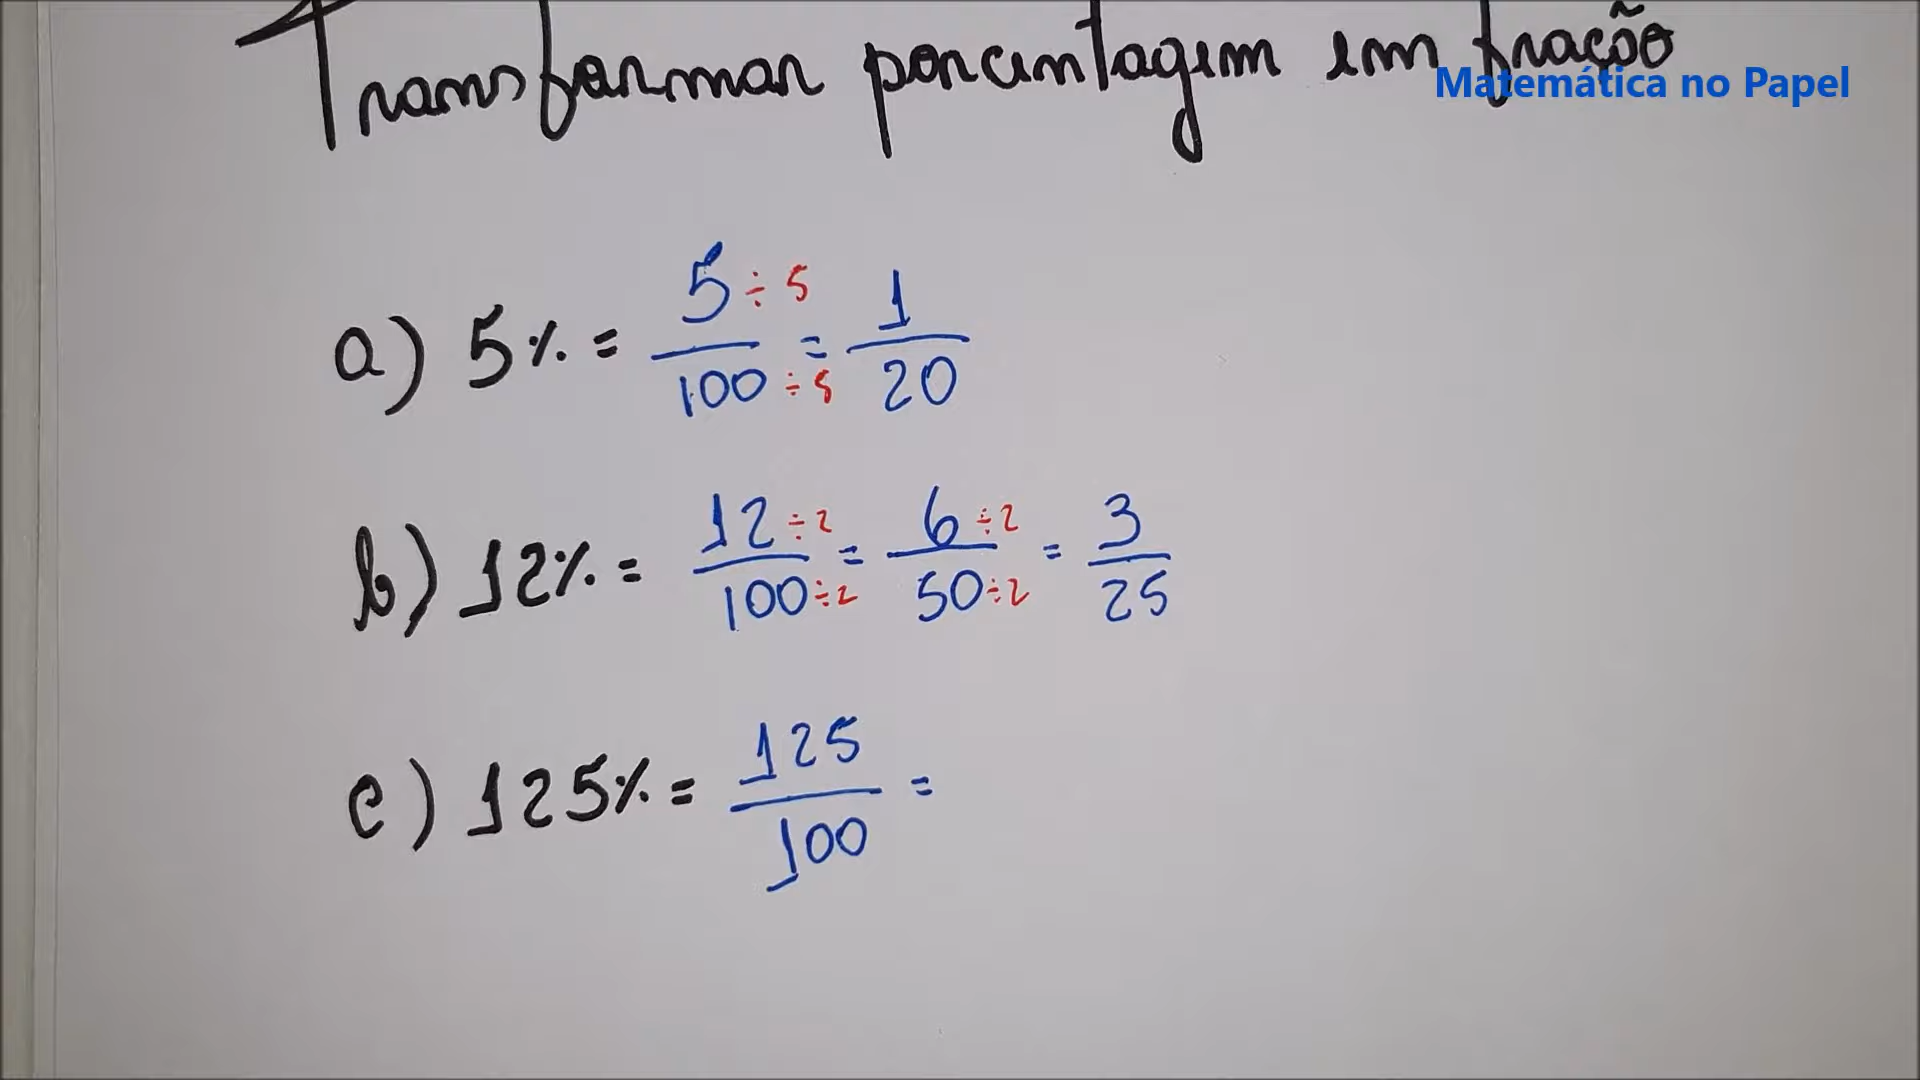 Transformar porcentagem em fração
Matemática no Papel
a) 5% = 5 ÷ 5 / 100 ÷ 5 = 1 / 20
b) 12% = 12 ÷ 2 / 100 ÷ 2 = 6 ÷ 2 / 50 ÷ 2 = 3 / 25
c) 125% = 125 / 100 =